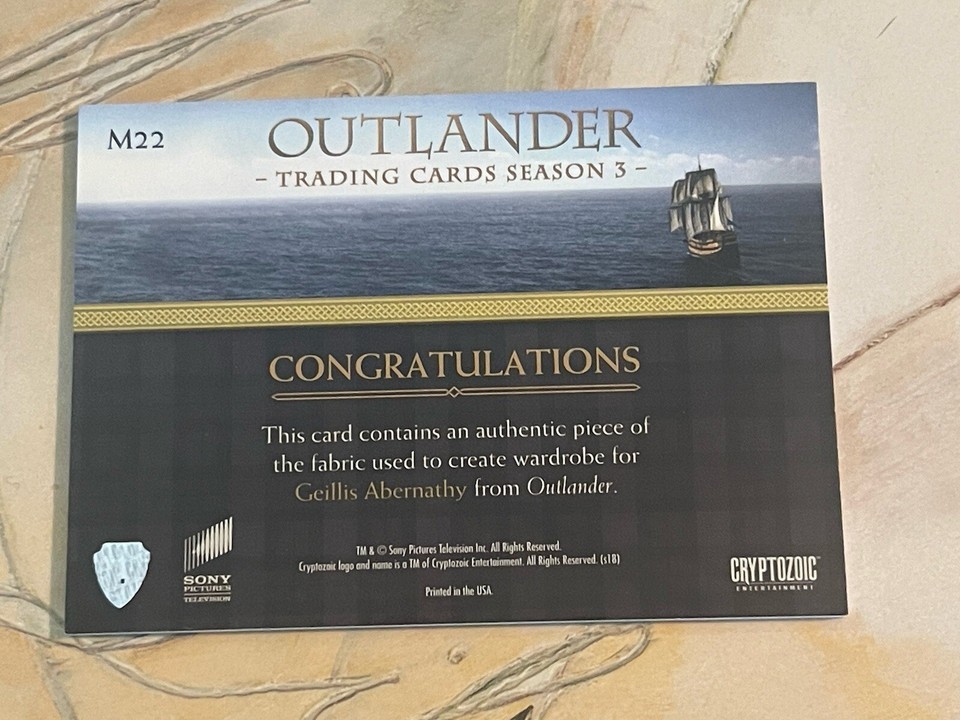 M22
OUTLANDER
- TRADING CARDS SEASON 3 -
CONGRATULATIONS
This card contains an authentic piece of
the fabric used to create wardrobe for
Geillis Abernathy from Outlander.
TM & © Sony Pictures Television Inc. All Rights Reserved.
Cryptozoic logo and name is a TM of Cryptozoic Entertainment. All Rights Reserved. (s18)
Printed in the USA.
SONY
PICTURES
TELEVISION
CRYPTOZOIC™
ENTERTAINMENT